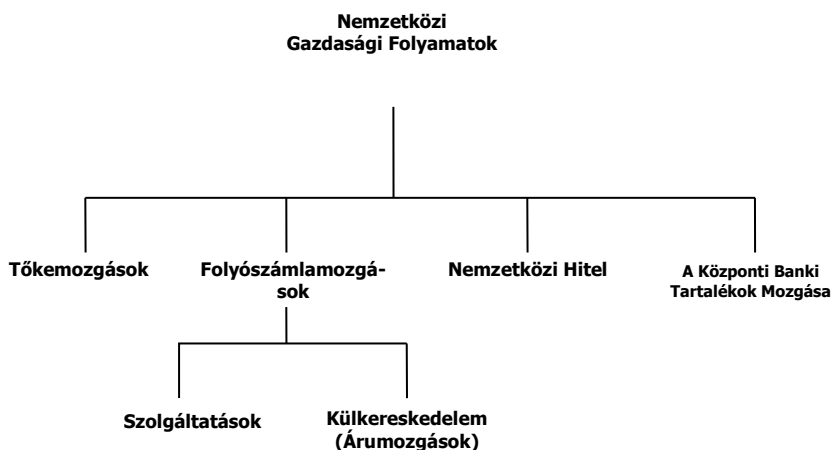 Nemzetközi
Gazdasági Folyamatok
Tőkemozgások
Folyószámlamozgá-
sok
Nemzetközi Hitel
A Központi Banki
Tartalékok Mozgása
Szolgáltatások
Külkereskedelem
(Árumozgások)